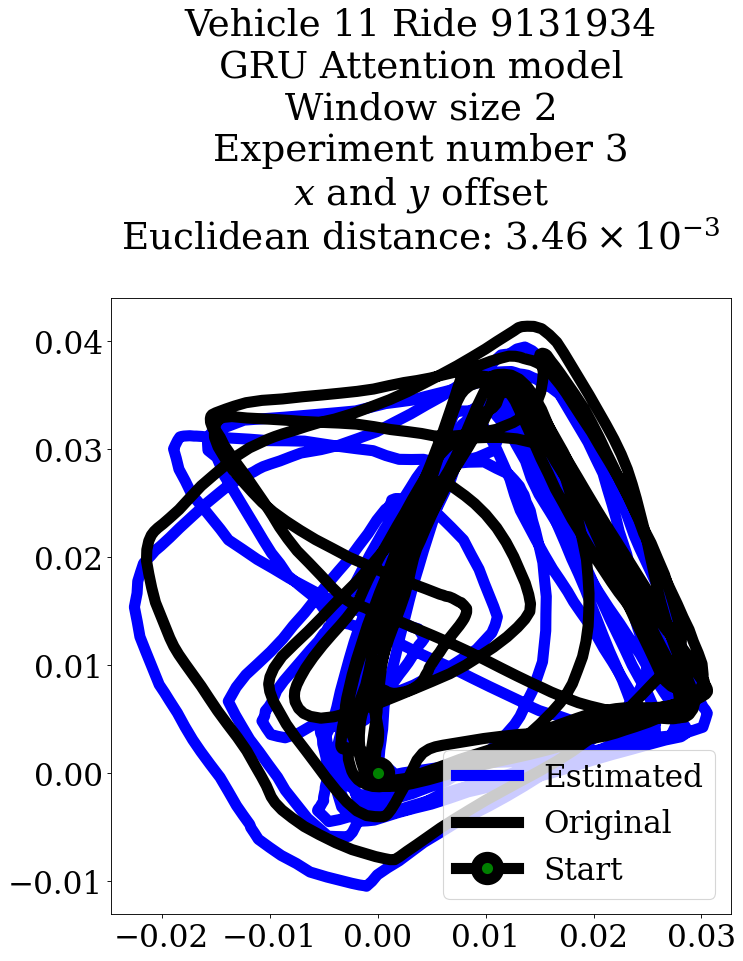 Vehicle 11 Ride 9131934
GRU Attention model
Window size 2
Experiment number 3
x and y offset
Euclidean distance: 3.46 × 10⁻³
0.04
0.03
0.02
0.01
0.00
−0.01
Estimated
Original
Start
−0.02 −0.01 0.00 0.01 0.02 0.03